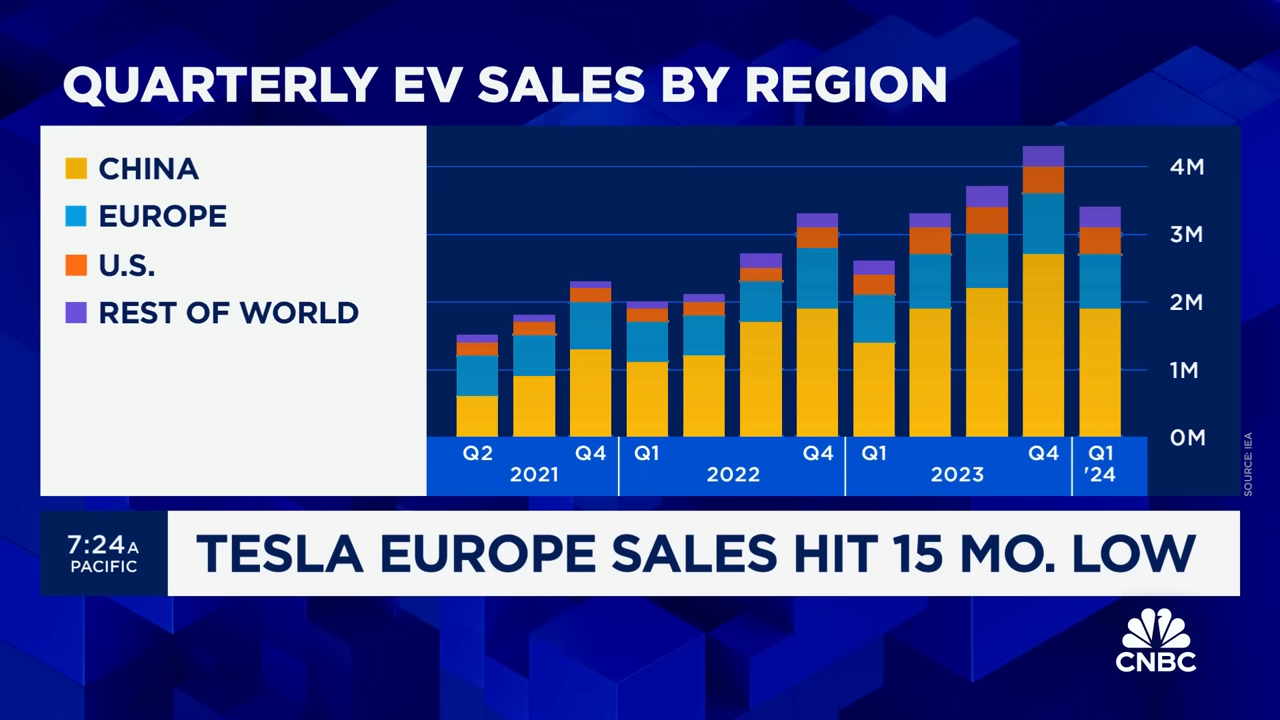 QUARTERLY EV SALES BY REGION
CHINA
EUROPE
U.S.
REST OF WORLD
4M
3M
2M
1M
0M
Q2 Q4 Q1 Q4 Q1 Q4 Q1
2021 2022 2023 '24
SOURCE: IEA
7:24A
PACIFIC
TESLA EUROPE SALES HIT 15 MO. LOW
CNBC